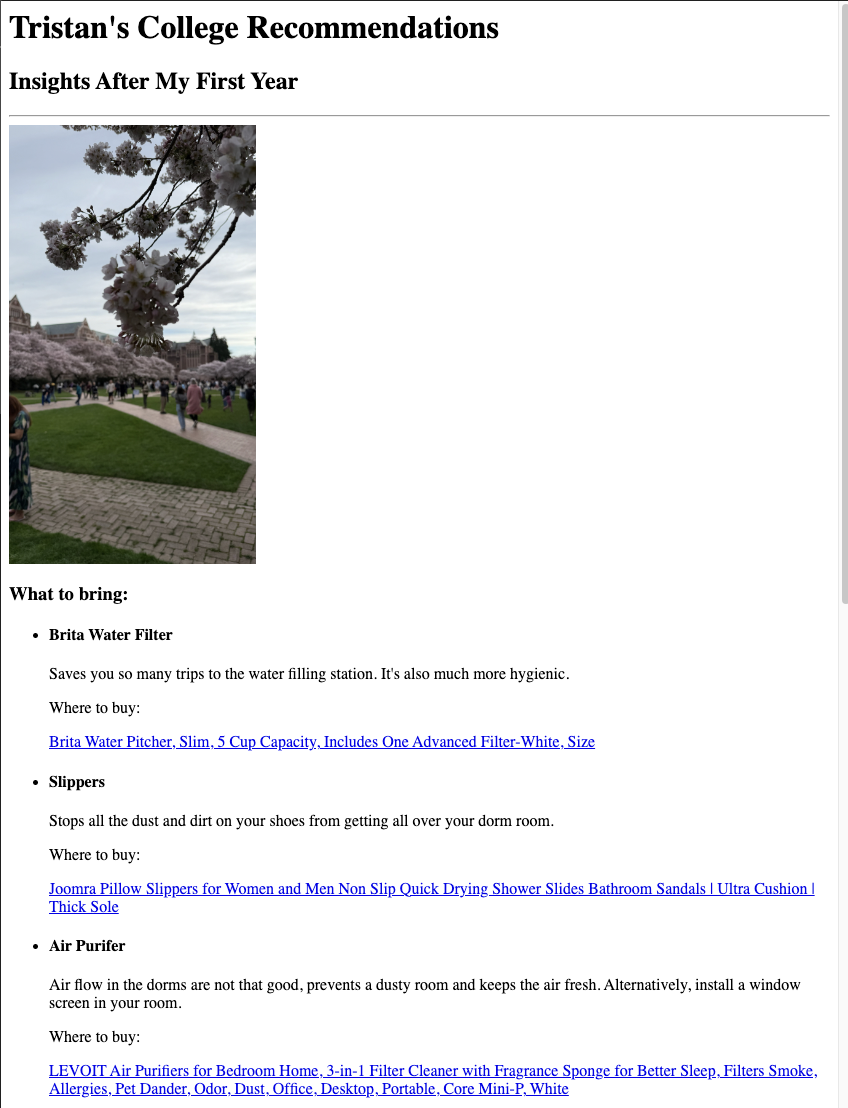 Tristan's College Recommendations
Insights After My First Year
What to bring:
Brita Water Filter
Saves you so many trips to the water filling station. It's also much more hygienic.
Where to buy:
Brita Water Pitcher, Slim, 5 Cup Capacity, Includes One Advanced Filter-White, Size
Slippers
Stops all the dust and dirt on your shoes from getting all over your dorm room.
Where to buy:
Joomra Pillow Slippers for Women and Men Non Slip Quick Drying Shower Slides Bathroom Sandals | Ultra Cushion |
Thick Sole
Air Purifer
Air flow in the dorms are not that good, prevents a dusty room and keeps the air fresh. Alternatively, install a window
screen in your room.
Where to buy:
LEVOIT Air Purifiers for Bedroom Home, 3-in-1 Filter Cleaner with Fragrance Sponge for Better Sleep, Filters Smoke,
Allergies, Pet Dander, Odor, Dust, Office, Desktop, Portable, Core Mini-P, White